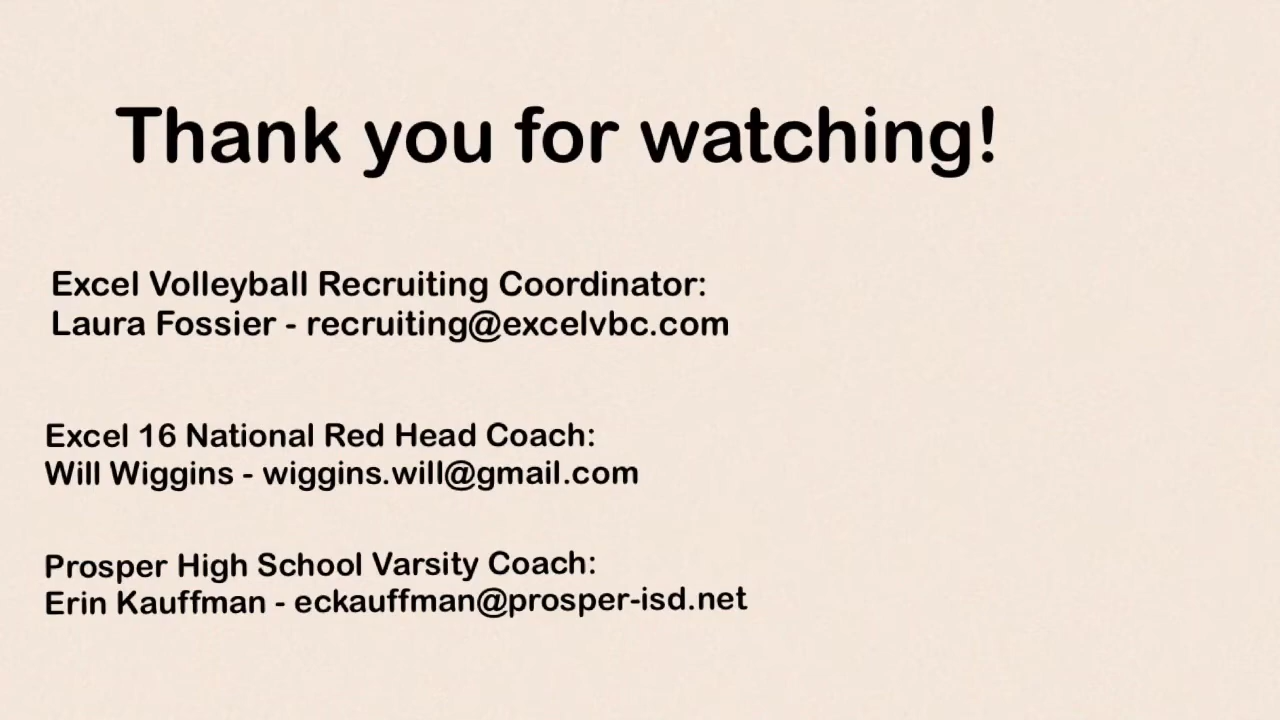 Thank you for watching!
Excel Volleyball Recruiting Coordinator:
Laura Fossier - recruiting@excelvbc.com
Excel 16 National Red Head Coach:
Will Wiggins - wiggins.will@gmail.com
Prosper High School Varsity Coach:
Erin Kauffman - eckauffman@prosper-isd.net